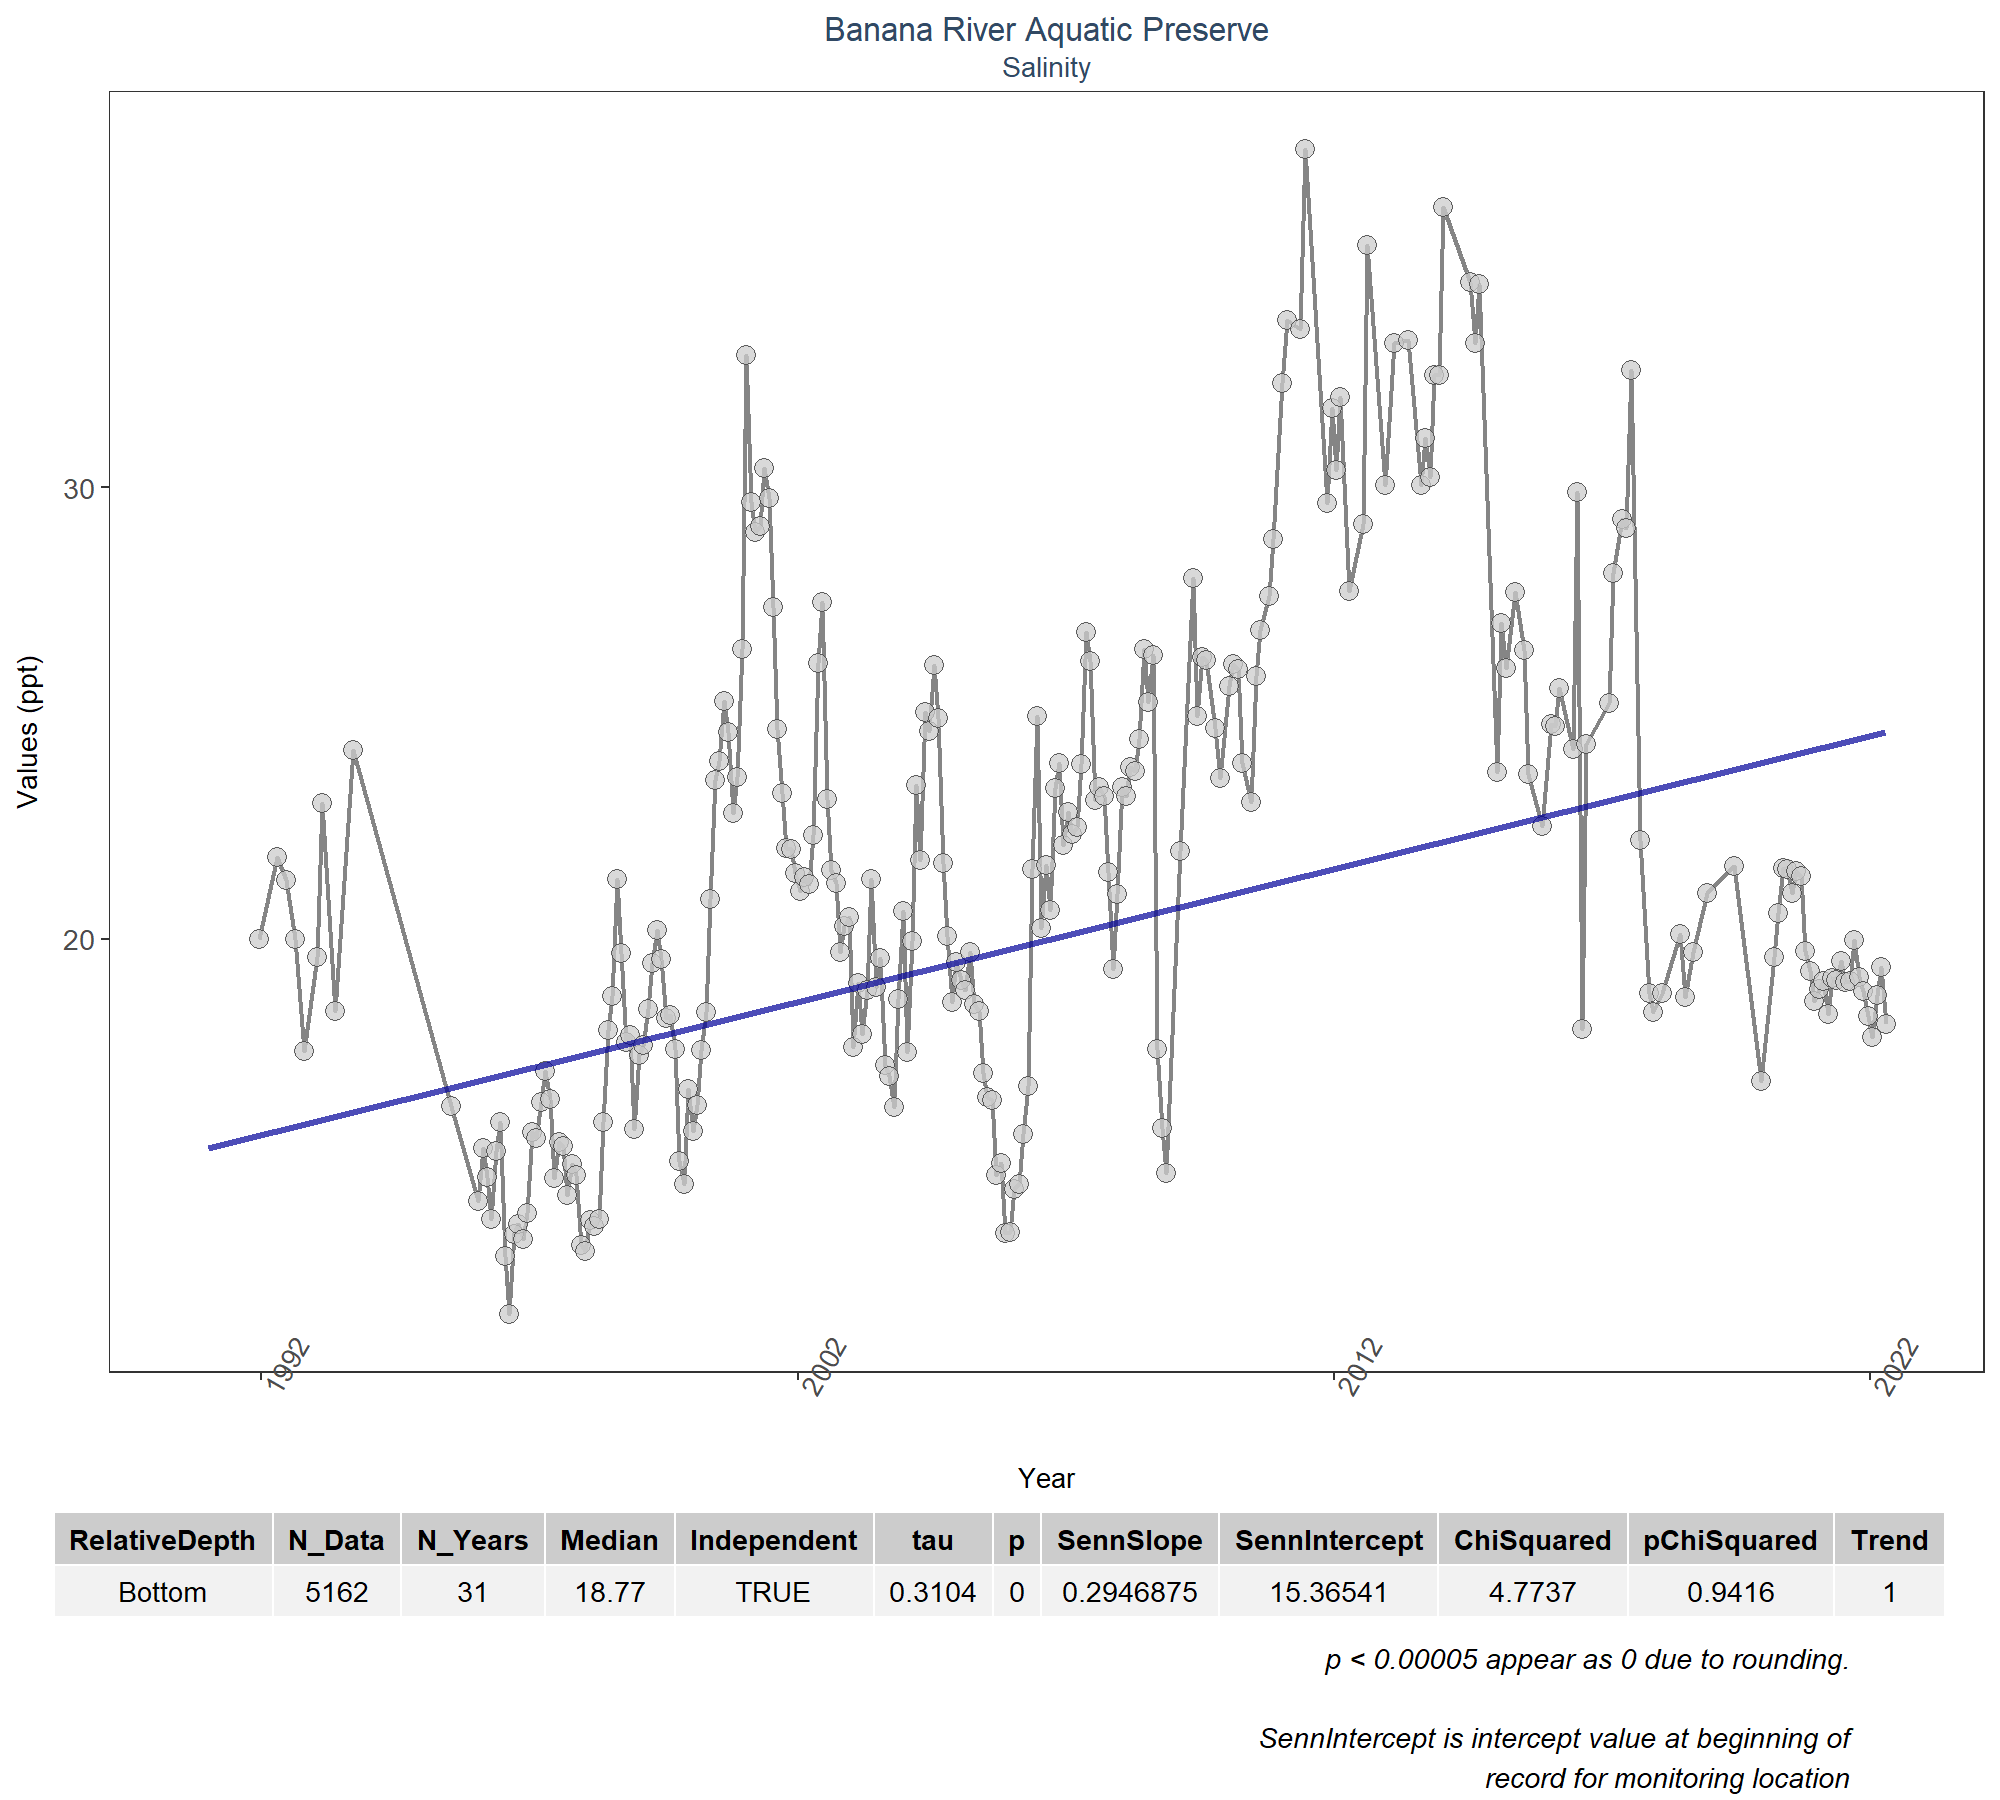 Banana River Aquatic Preserve
Salinity
Values (ppt)
30
20
1992
2002
2012
2022
Year
RelativeDepth N_Data N_Years Median Independent tau p SennSlope SennIntercept ChiSquared pChiSquared Trend
Bottom 5162 31 18.77 TRUE 0.3104 0 0.2946875 15.36541 4.7737 0.9416 1
p < 0.00005 appear as 0 due to rounding.
SennIntercept is intercept value at beginning of
record for monitoring location